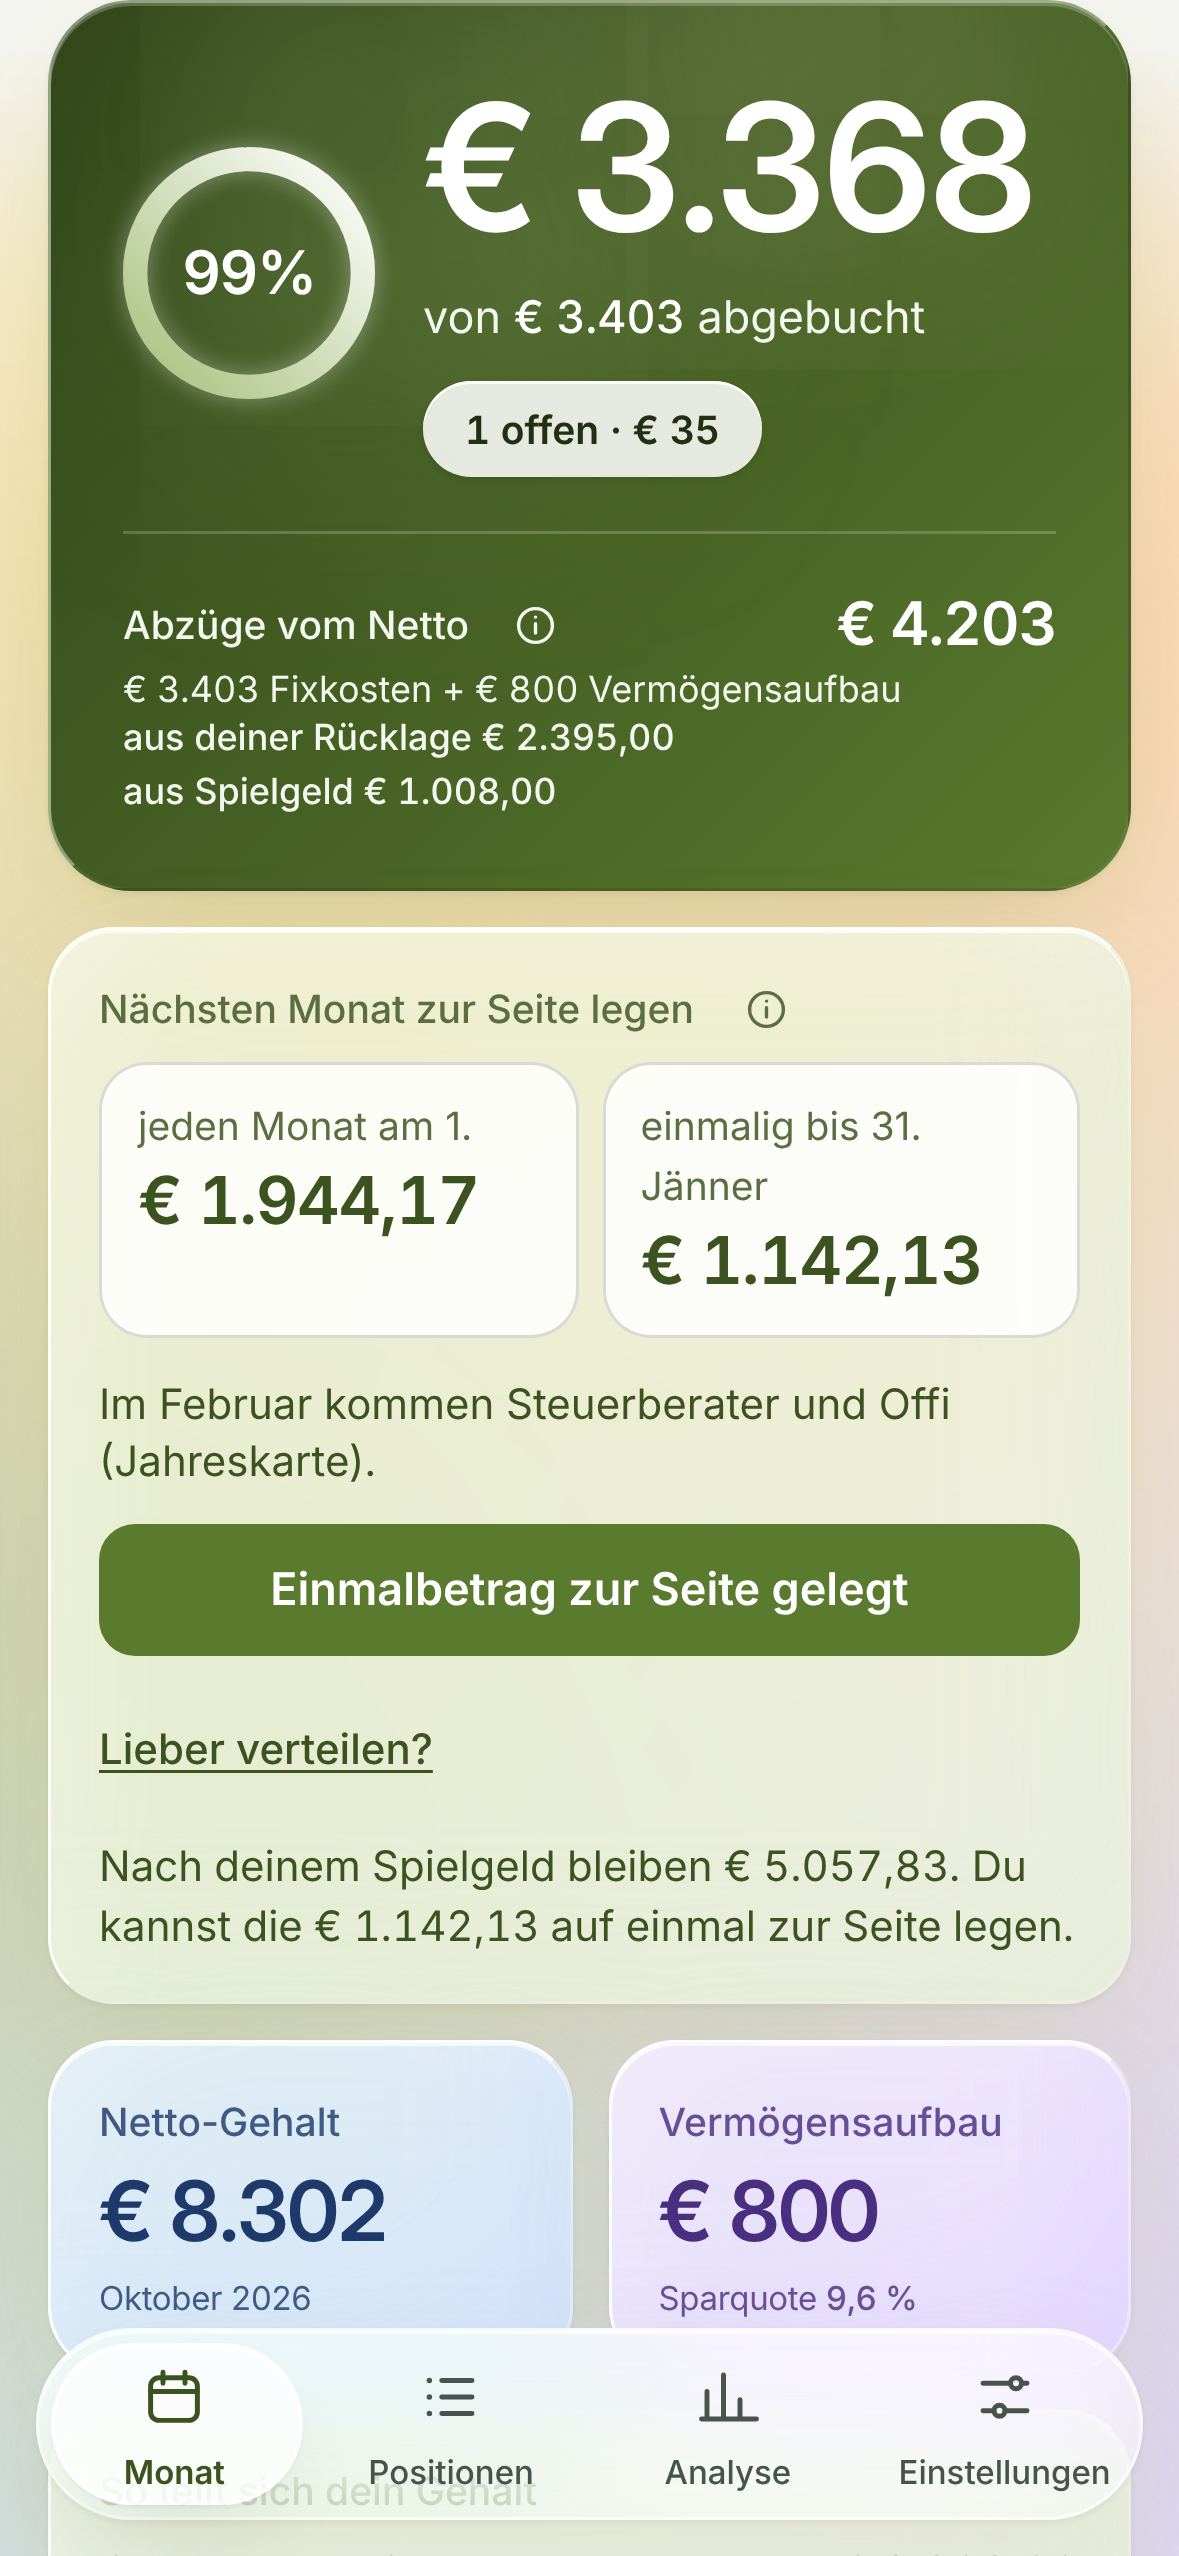 € 3.368
99%
von € 3.403 abgebucht
1 offen · € 35
Abzüge vom Netto
€ 4.203
€ 3.403 Fixkosten + € 800 Vermögensaufbau
aus deiner Rücklage € 2.395,00
aus Spielgeld € 1.008,00
Nächsten Monat zur Seite legen
jeden Monat am 1.
€ 1.944,17
einmalig bis 31.
Jänner
€ 1.142,13
Im Februar kommen Steuerberater und Offi
(Jahreskarte).
Einmalbetrag zur Seite gelegt
Lieber verteilen?
Nach deinem Spielgeld bleiben € 5.057,83. Du
kannst die € 1.142,13 auf einmal zur Seite legen.
Netto-Gehalt
€ 8.302
Oktober 2026
Vermögensaufbau
€ 800
Sparquote 9,6 %
So teilt sich dein Gehalt
Monat
Positionen
Analyse
Einstellungen